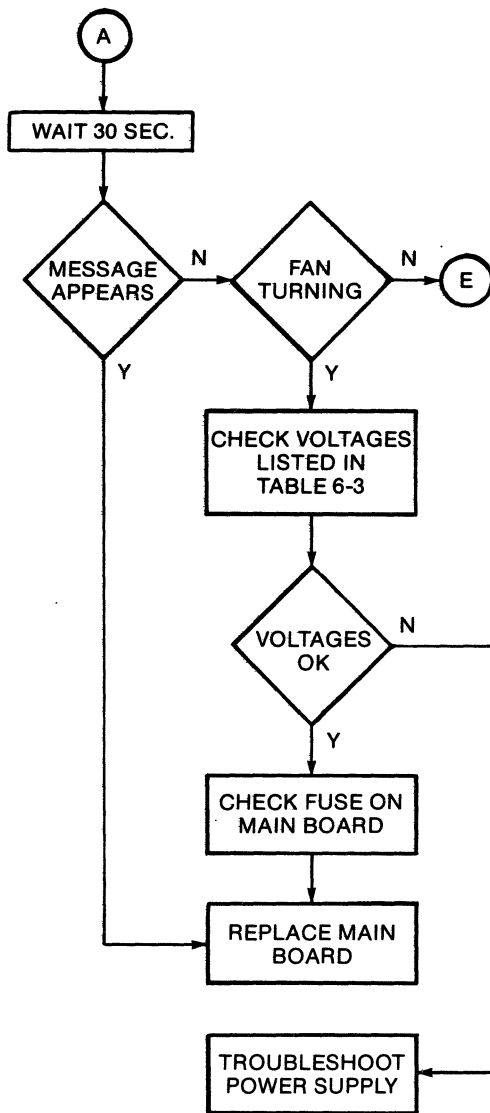 A
WAIT 30 SEC.
MESSAGE
APPEARS
N
FAN
TURNING
N
E
Y
Y
CHECK VOLTAGES
LISTED IN
TABLE 6-3
VOLTAGES
OK
N
Y
CHECK FUSE ON
MAIN BOARD
REPLACE MAIN
BOARD
TROUBLESHOOT
POWER SUPPLY